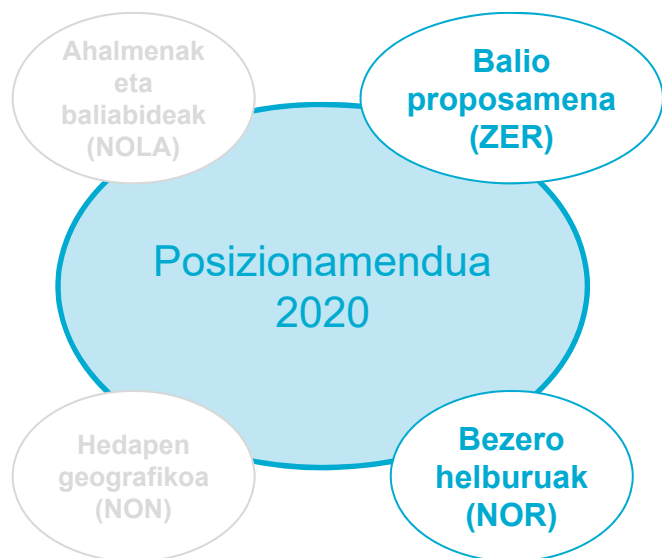 Ahalmenak
eta
baliabideak
(NOLA)
Balio
proposamena
(ZER)
Posizionamendua
2020
Hedapen
geografikoa
(NON)
Bezero
helburuak
(NOR)